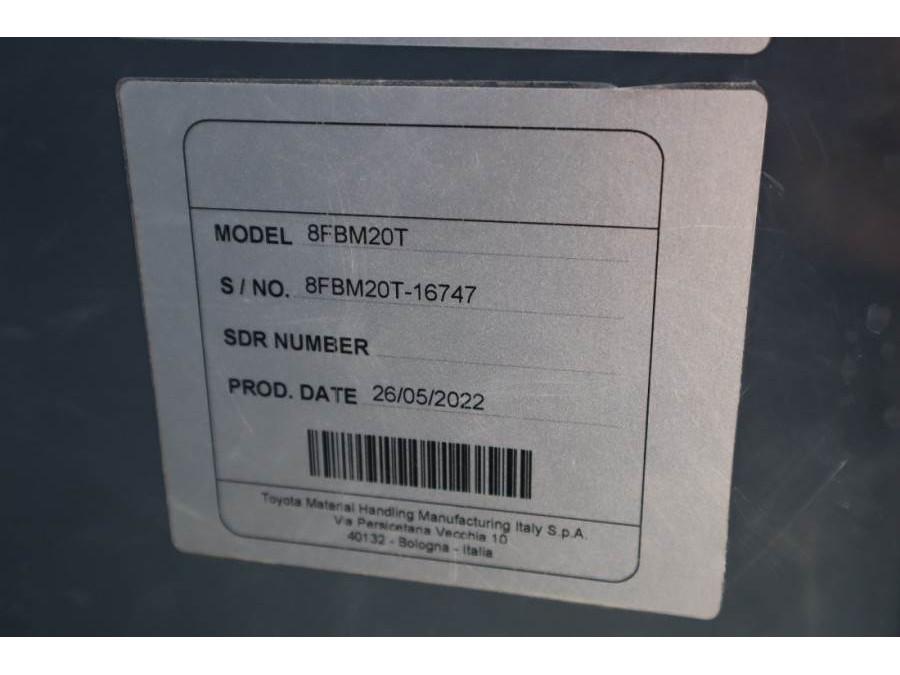 MODEL 8FBM20T
S / NO. 8FBM20T-16747
SDR NUMBER
PROD. DATE 26/05/2022
Toyota Material Handling Manufacturing Italy S.p.A.
Via Persicetana Vecchia 10
40132 - Bologna - Italia